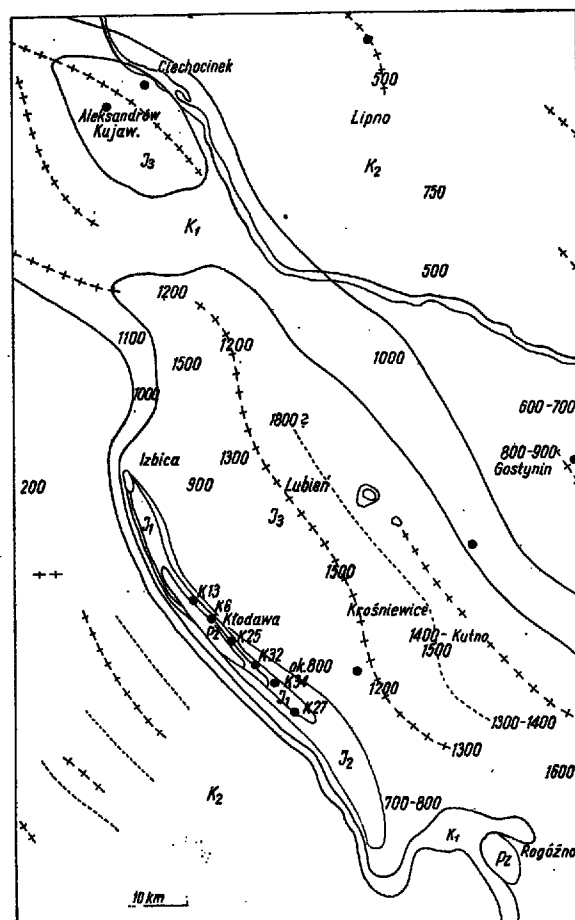 Ciechocinek
500
Aleksandrów
Kujaw.
Lipno
J₃
K₂
750
K₁
500
1200
1100
1200
1500
1000
1000
600-700
1800?
800-900
Gostynin
Izbica
1300
Lubień
200
900
J₃
J₁
1500
K13
Krośniewice
K6
Kłodawa
Pz
K25
1400-Kutno
1500
K32
ok.800
K34
1200
J₁
K27
1300-1400
1300
J₂
1600
K₂
700-800
K₁
Rogóźno
Pz
10 km